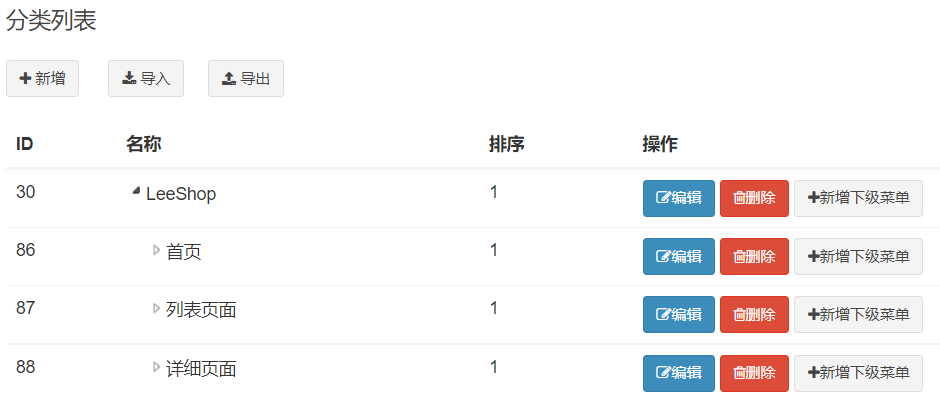 分类列表
新增 导入 导出
ID 名称 排序 操作
30 LeeShop 1 编辑 删除 新增下级菜单
86 首页 1 编辑 删除 新增下级菜单
87 列表页面 1 编辑 删除 新增下级菜单
88 详细页面 1 编辑 删除 新增下级菜单